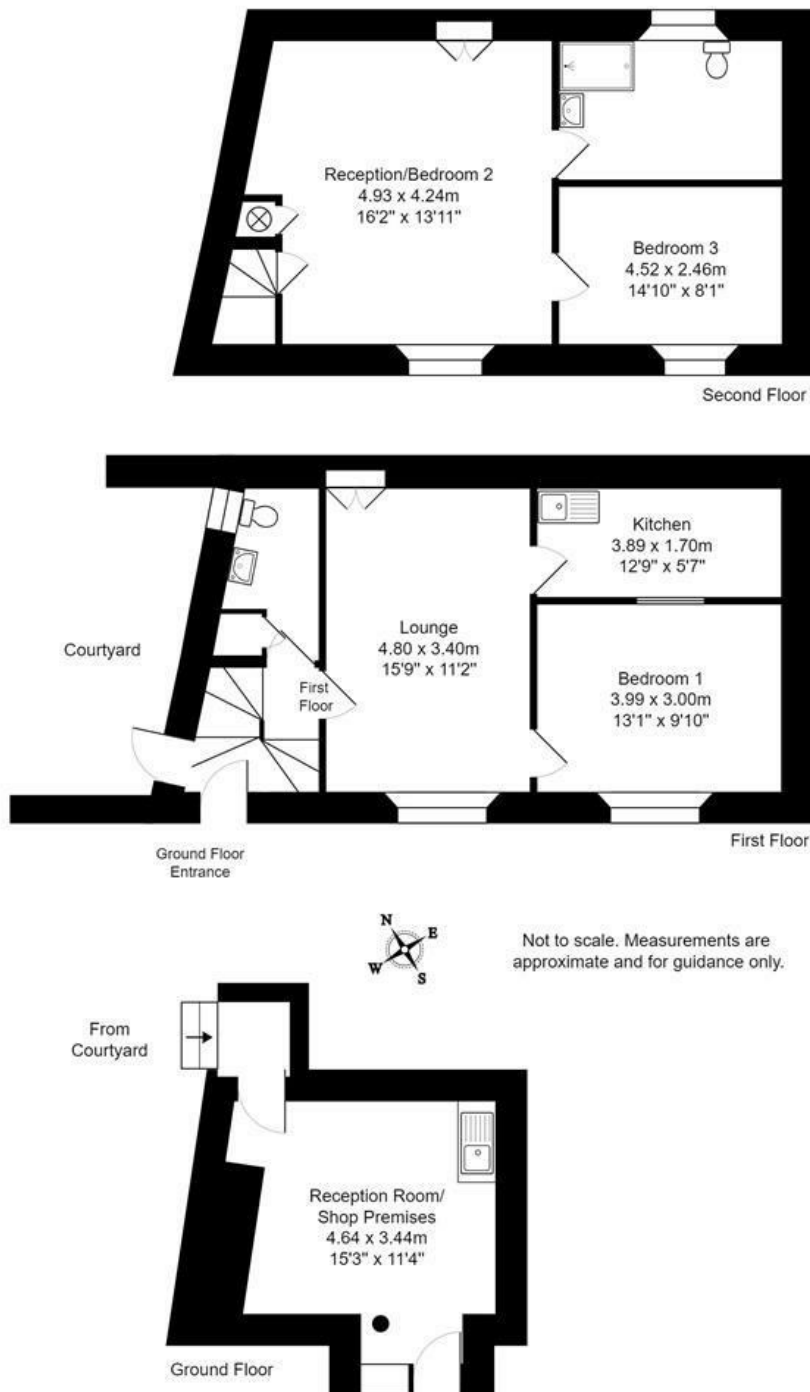 Reception/Bedroom 2
4.93 x 4.24m
16'2" x 13'11"
Bedroom 3
4.52 x 2.46m
14'10" x 8'1"
Second Floor
Kitchen
3.89 x 1.70m
12'9" x 5'7"
Courtyard
Lounge
4.80 x 3.40m
15'9" x 11'2"
First
Floor
Bedroom 1
3.99 x 3.00m
13'1" x 9'10"
Ground Floor
Entrance
First Floor
N
E
W
S
Not to scale. Measurements are
approximate and for guidance only.
From
Courtyard
Reception Room/
Shop Premises
4.64 x 3.44m
15'3" x 11'4"
Ground Floor